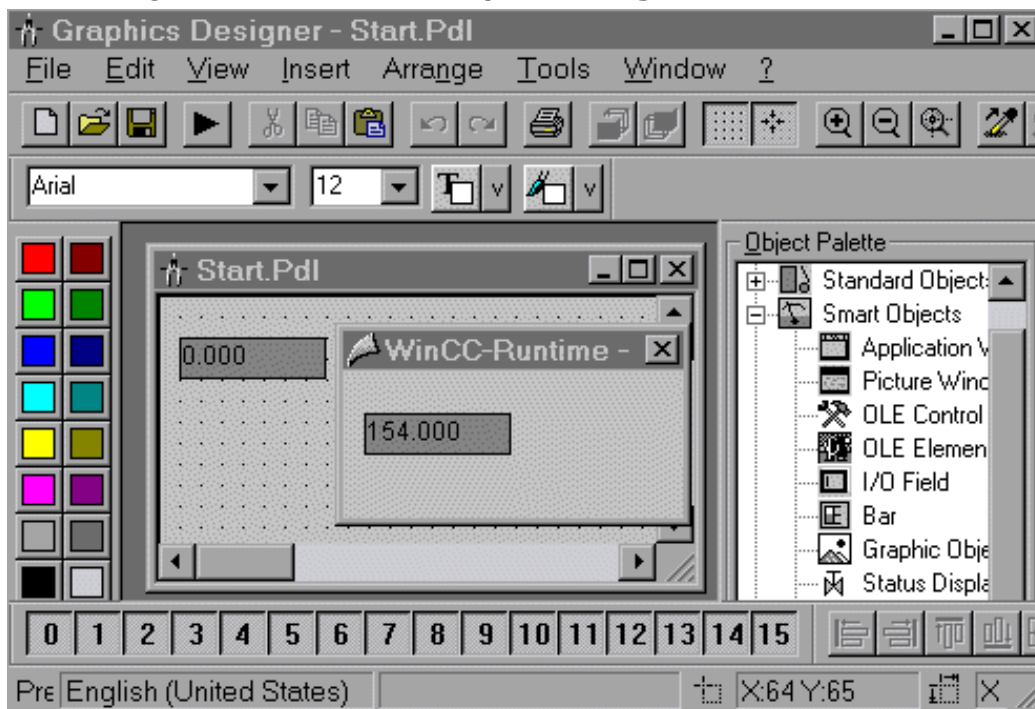 Graphics Designer - Start.Pdl
File Edit View Insert Arrange Tools Window ?
Arial 12
Object Palette
Start.Pdl
Standard Object
Smart Objects
0.000
WinCC-Runtime -
Application
Picture Wind
154.000
OLE Control
OLE Elemen
I/O Field
Bar
Graphic Obje
Status Displa
0 1 2 3 4 5 6 7 8 9 10 11 12 13 14 15
Pre English (United States) X:64 Y:65 X